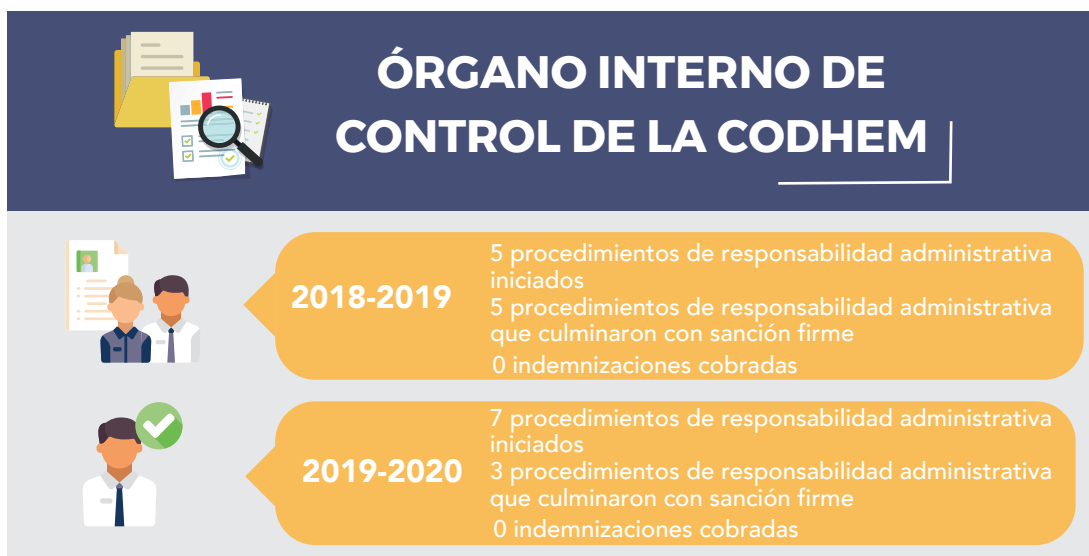 ÓRGANO INTERNO DE
CONTROL DE LA CODHEM
2018-2019
5 procedimientos de responsabilidad administrativa
iniciados
5 procedimientos de responsabilidad administrativa
que culminaron con sanción firme
0 indemnizaciones cobradas
2019-2020
7 procedimientos de responsabilidad administrativa
iniciados
3 procedimientos de responsabilidad administrativa
que culminaron con sanción firme
0 indemnizaciones cobradas